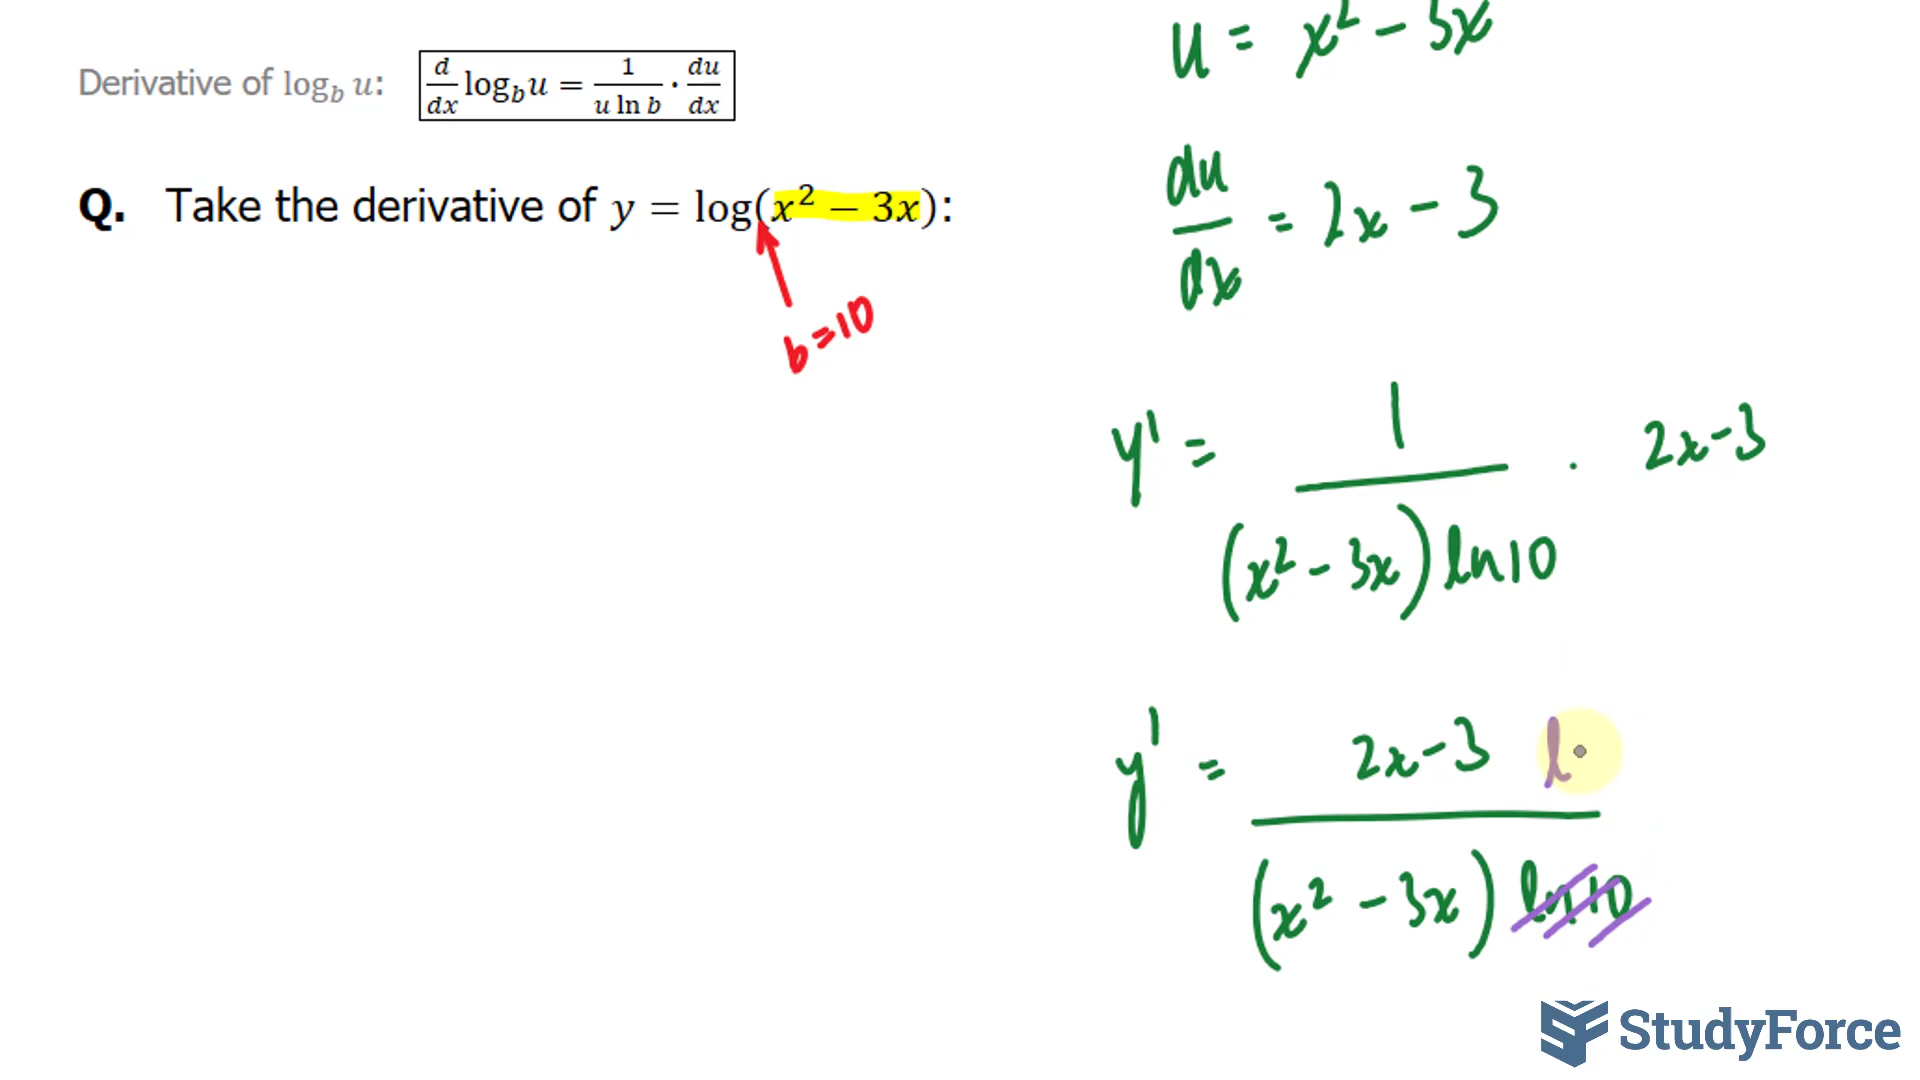 Derivative of log_b u: d/dx log_b u = 1/(u ln b) · du/dx
Q. Take the derivative of y = log(x² − 3x):
b=10
u = x² − 3x
du/dx = 2x − 3
y' = 1/((x² − 3x) ln10) · 2x−3
y' = 2x−3 l/((x² − 3x) ln10)
StudyForce